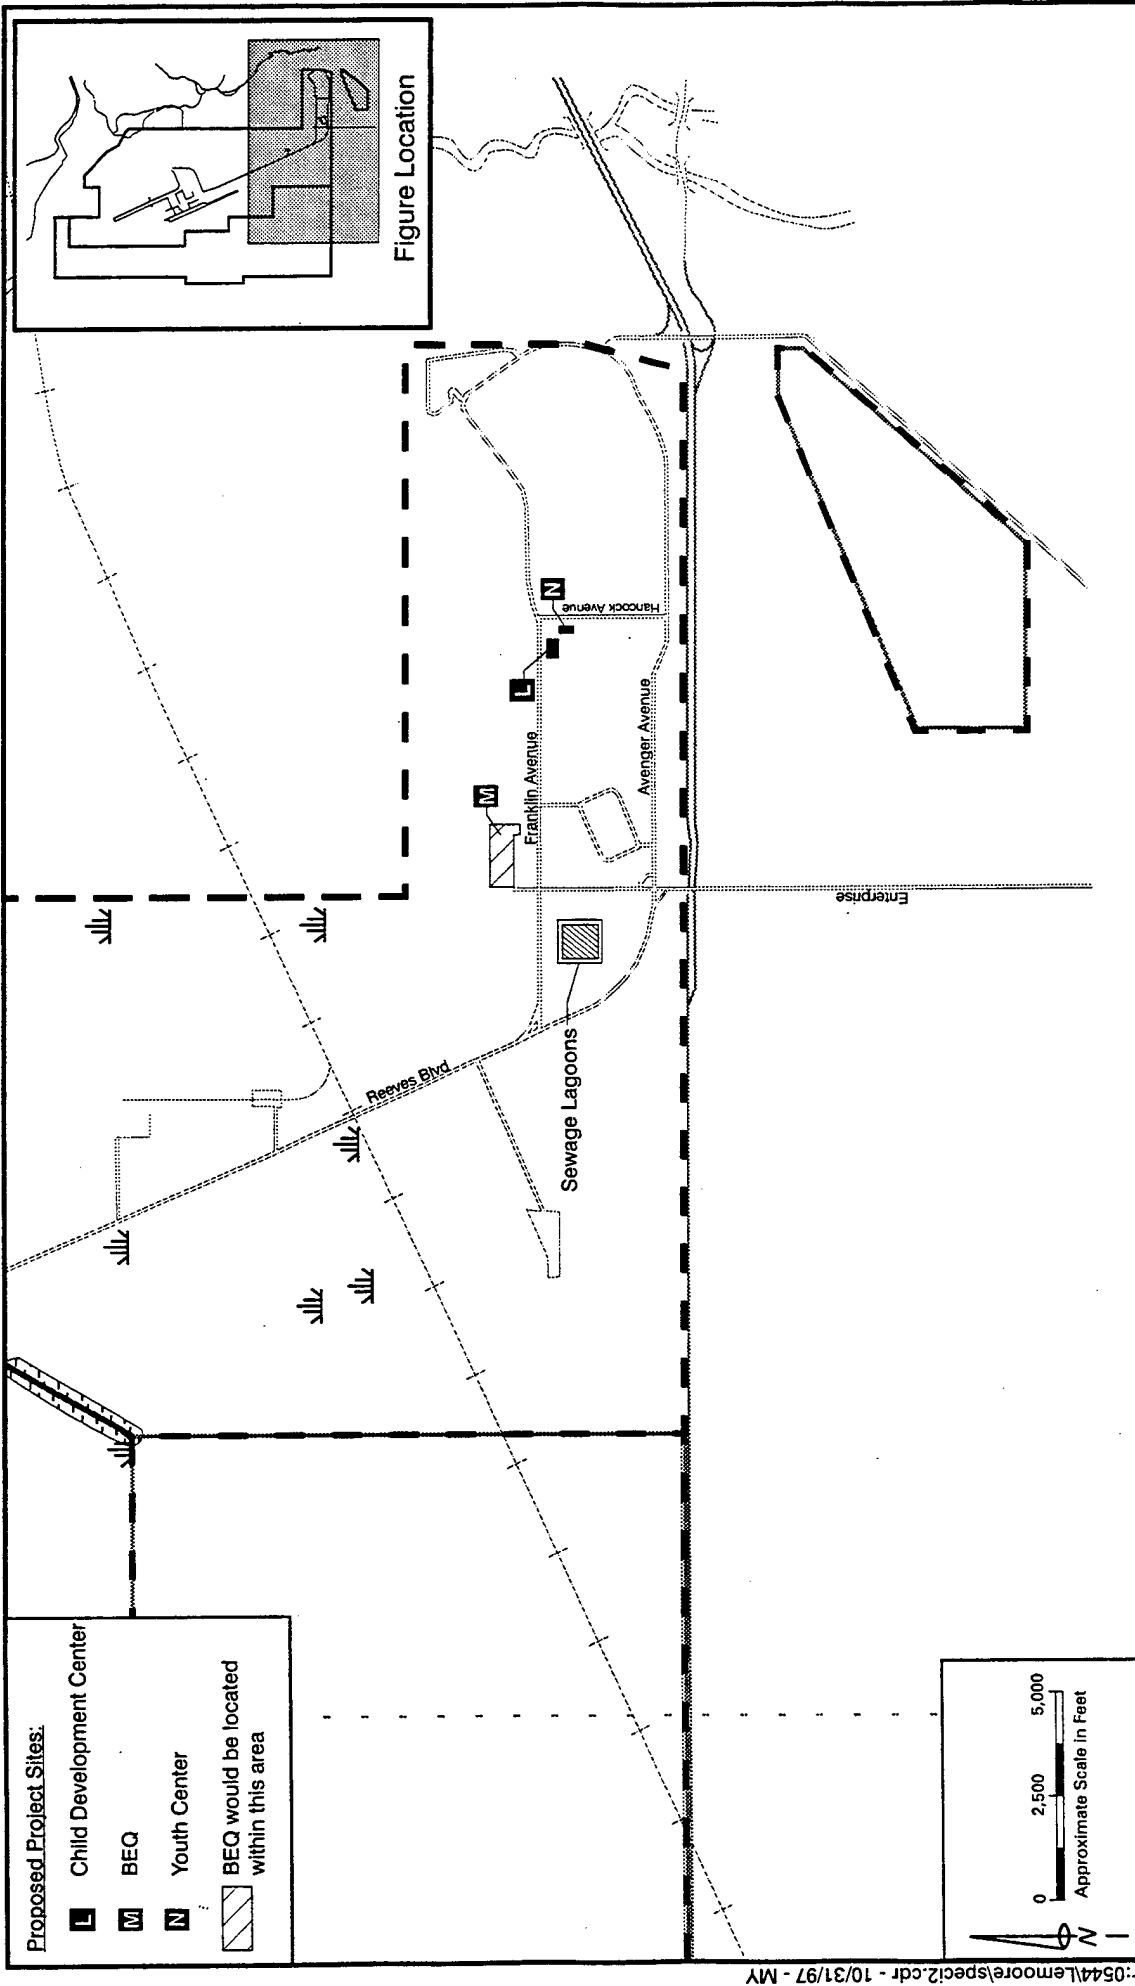 Proposed Project Sites:
L Child Development Center
M BEQ
N Youth Center
BEQ would be located
within this area
Reeves Blvd
Sewage Lagoons
M
Franklin Avenue
L
N
Hancock Avenue
Avenger Avenue
Enterprise
Figure Location
N
0 2,500 5,000
Approximate Scale in Feet
:0544\Lemoore\speci2.cdr - 10/31/97 - MY